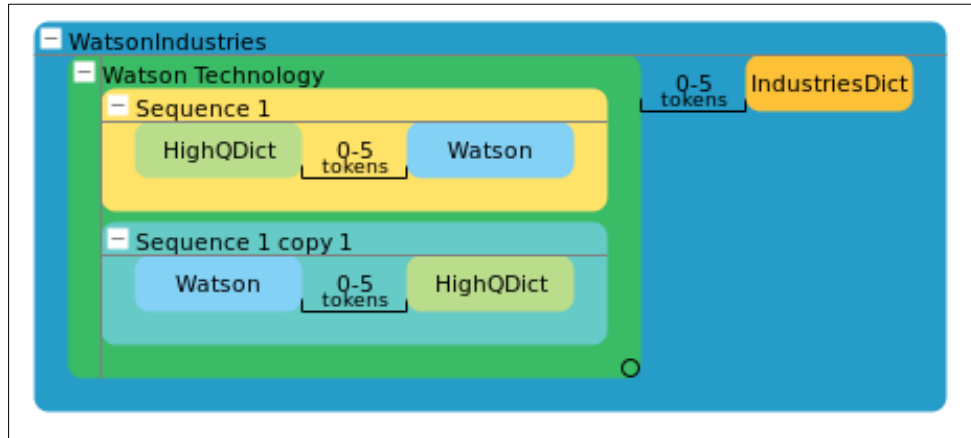 WatsonIndustries
Watson Technology
0-5
tokens
IndustriesDict
Sequence 1
HighQDict
0-5
tokens
Watson
Sequence 1 copy 1
Watson
0-5
tokens
HighQDict